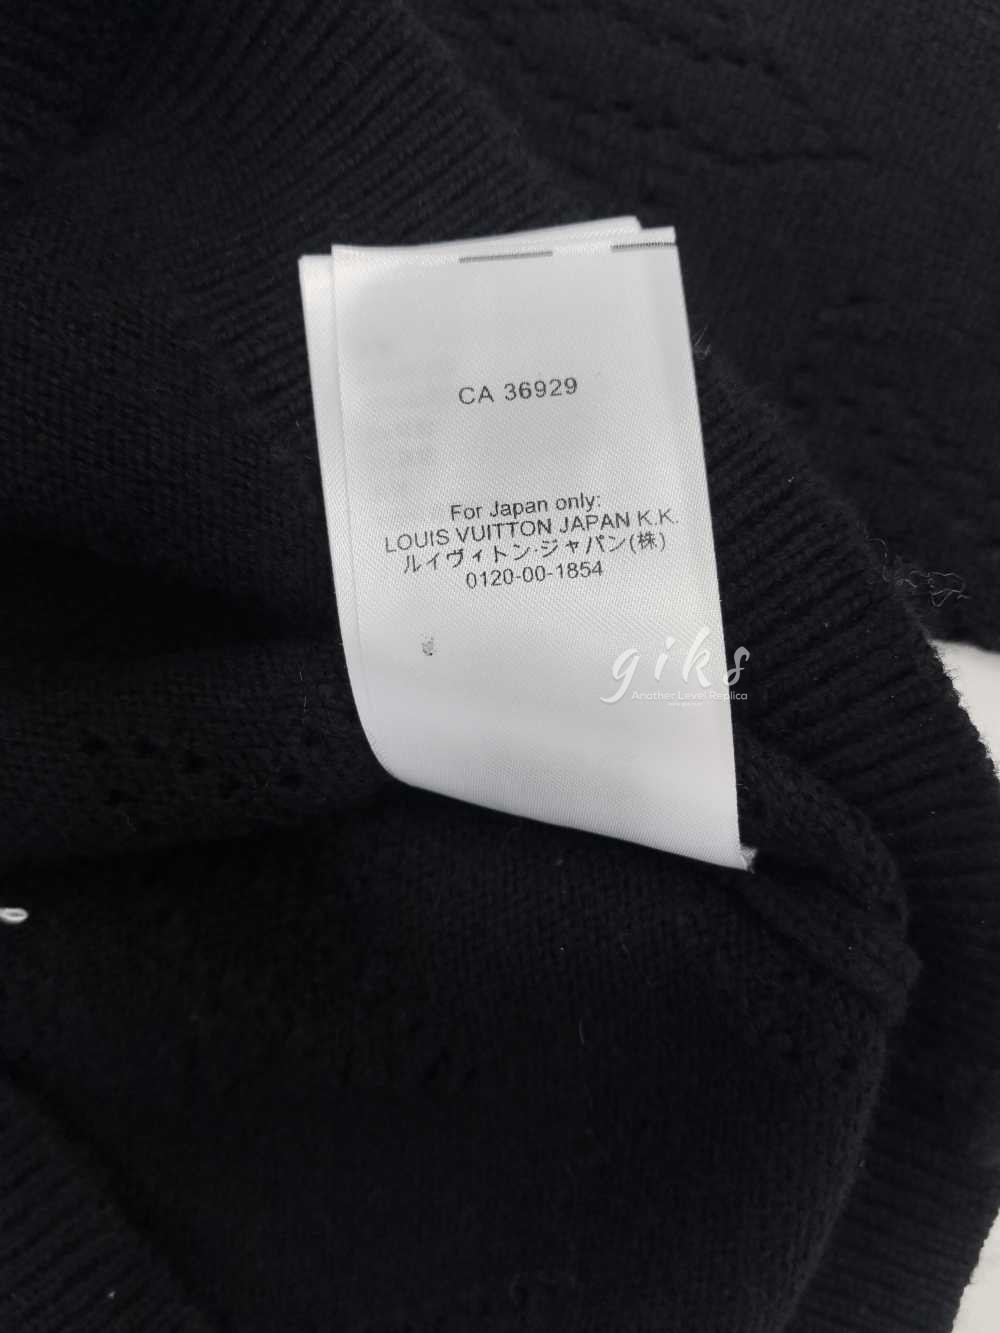 CA 36929
For Japan only:
LOUIS VUITTON JAPAN K.K.
ルイヴィトン·ジャパン(株)
0120-00-1854
giks
Another Level Replica